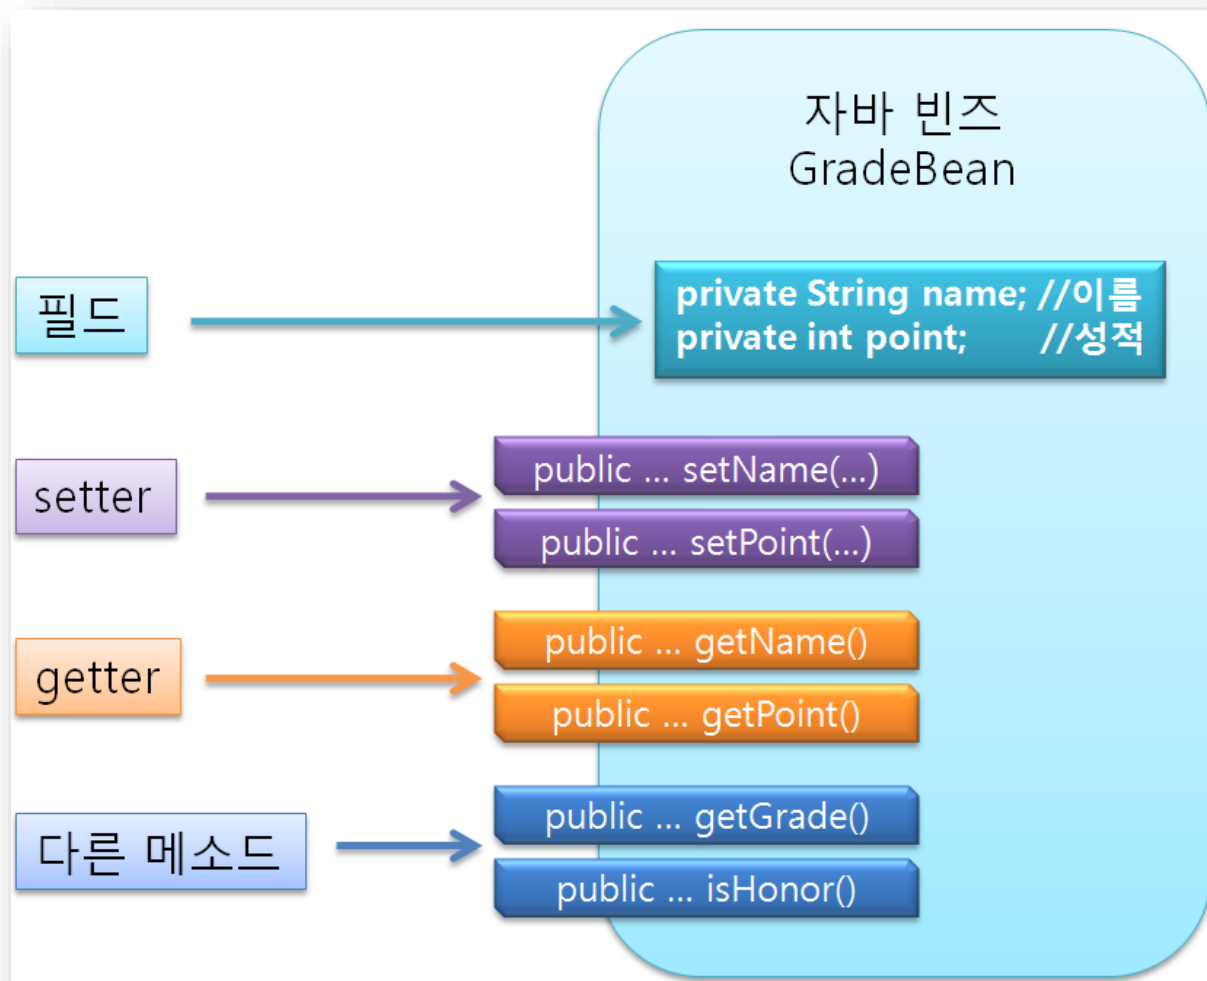 자바 빈즈
GradeBean
필드
private String name; //이름
private int point; //성적
setter
public ... setName(...)
public ... setPoint(...)
getter
public ... getName()
public ... getPoint()
다른 메소드
public ... getGrade()
public ... isHonor()